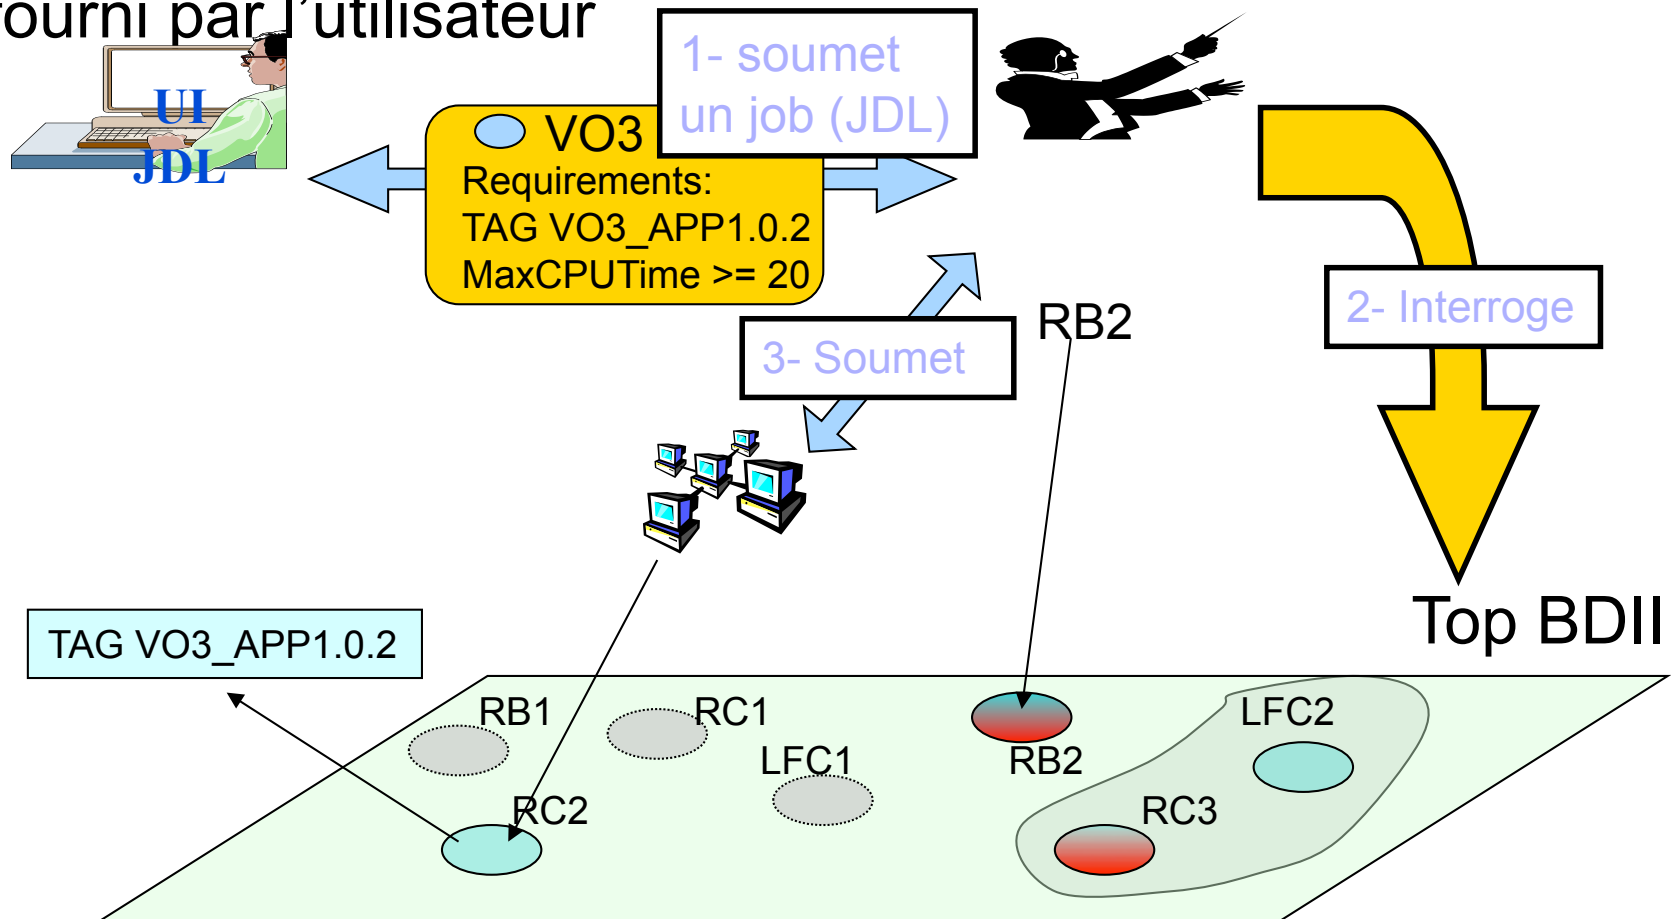 fourni par l’utilisateur
UI
JDL
1- soumet
un job (JDL)
VO3
Requirements:
TAG VO3_APP1.0.2
MaxCPUTime >= 20
2- Interroge
RB2
3- Soumet
Top BDII
TAG VO3_APP1.0.2
RB1
RC1
LFC2
LFC1
RB2
RC2
RC3